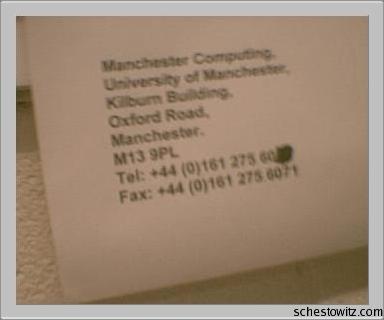 Manchester Computing,
University of Manchester,
Kilburn Building,
Oxford Road,
Manchester.
M13 9PL
Tel: +44 (0)161 275
Fax: +44 (0)161 275 6071
schestowitz.com